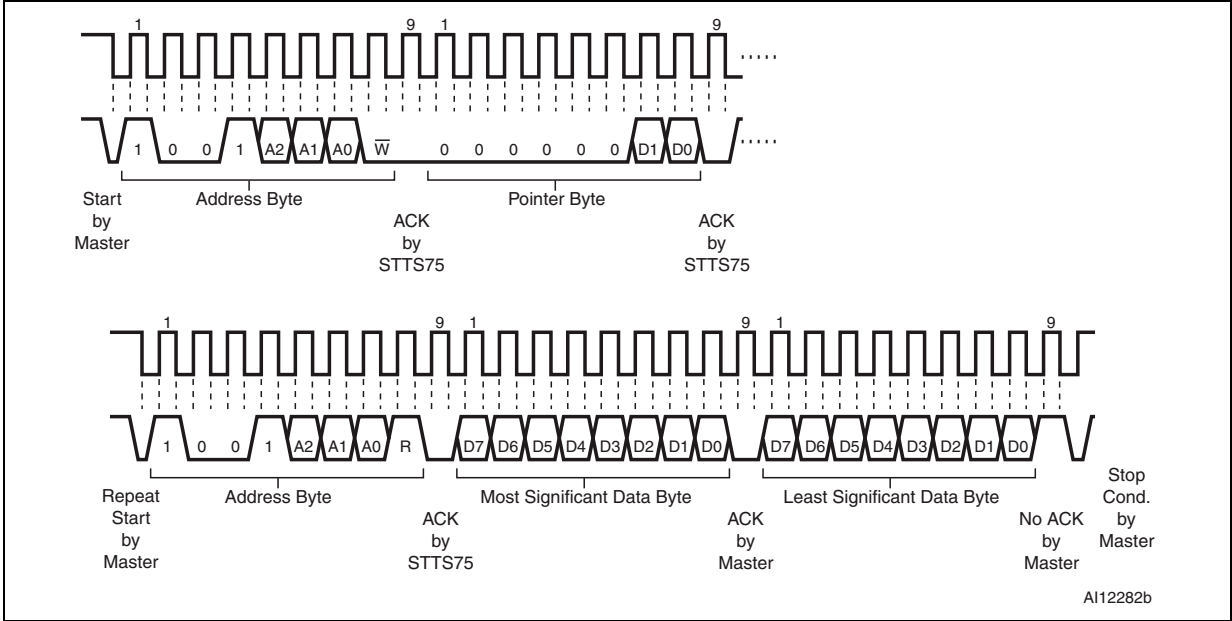 1 9 1 9
1 0 0 1 A2 A1 A0 W̅ 0 0 0 0 0 0 D1 D0
Start
by
Master
Address Byte
ACK
by
STTS75
Pointer Byte
ACK
by
STTS75
1 9 1 9 1 9
1 0 0 1 A2 A1 A0 R D7 D6 D5 D4 D3 D2 D1 D0 D7 D6 D5 D4 D3 D2 D1 D0
Repeat
Start
by
Master
Address Byte
ACK
by
STTS75
Most Significant Data Byte
ACK
by
Master
Least Significant Data Byte
No ACK
by
Master
Stop
Cond.
by
Master
AI12282b